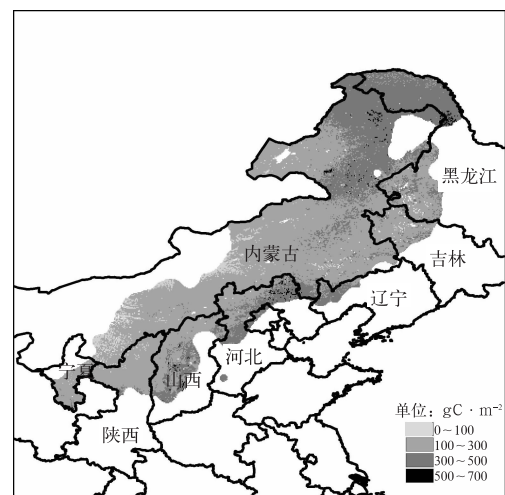 黑龙江
内蒙古
吉林
辽宁
宁夏
山西
河北
陕西
单位：gC·m⁻²
0～100
100～300
300～500
500～700